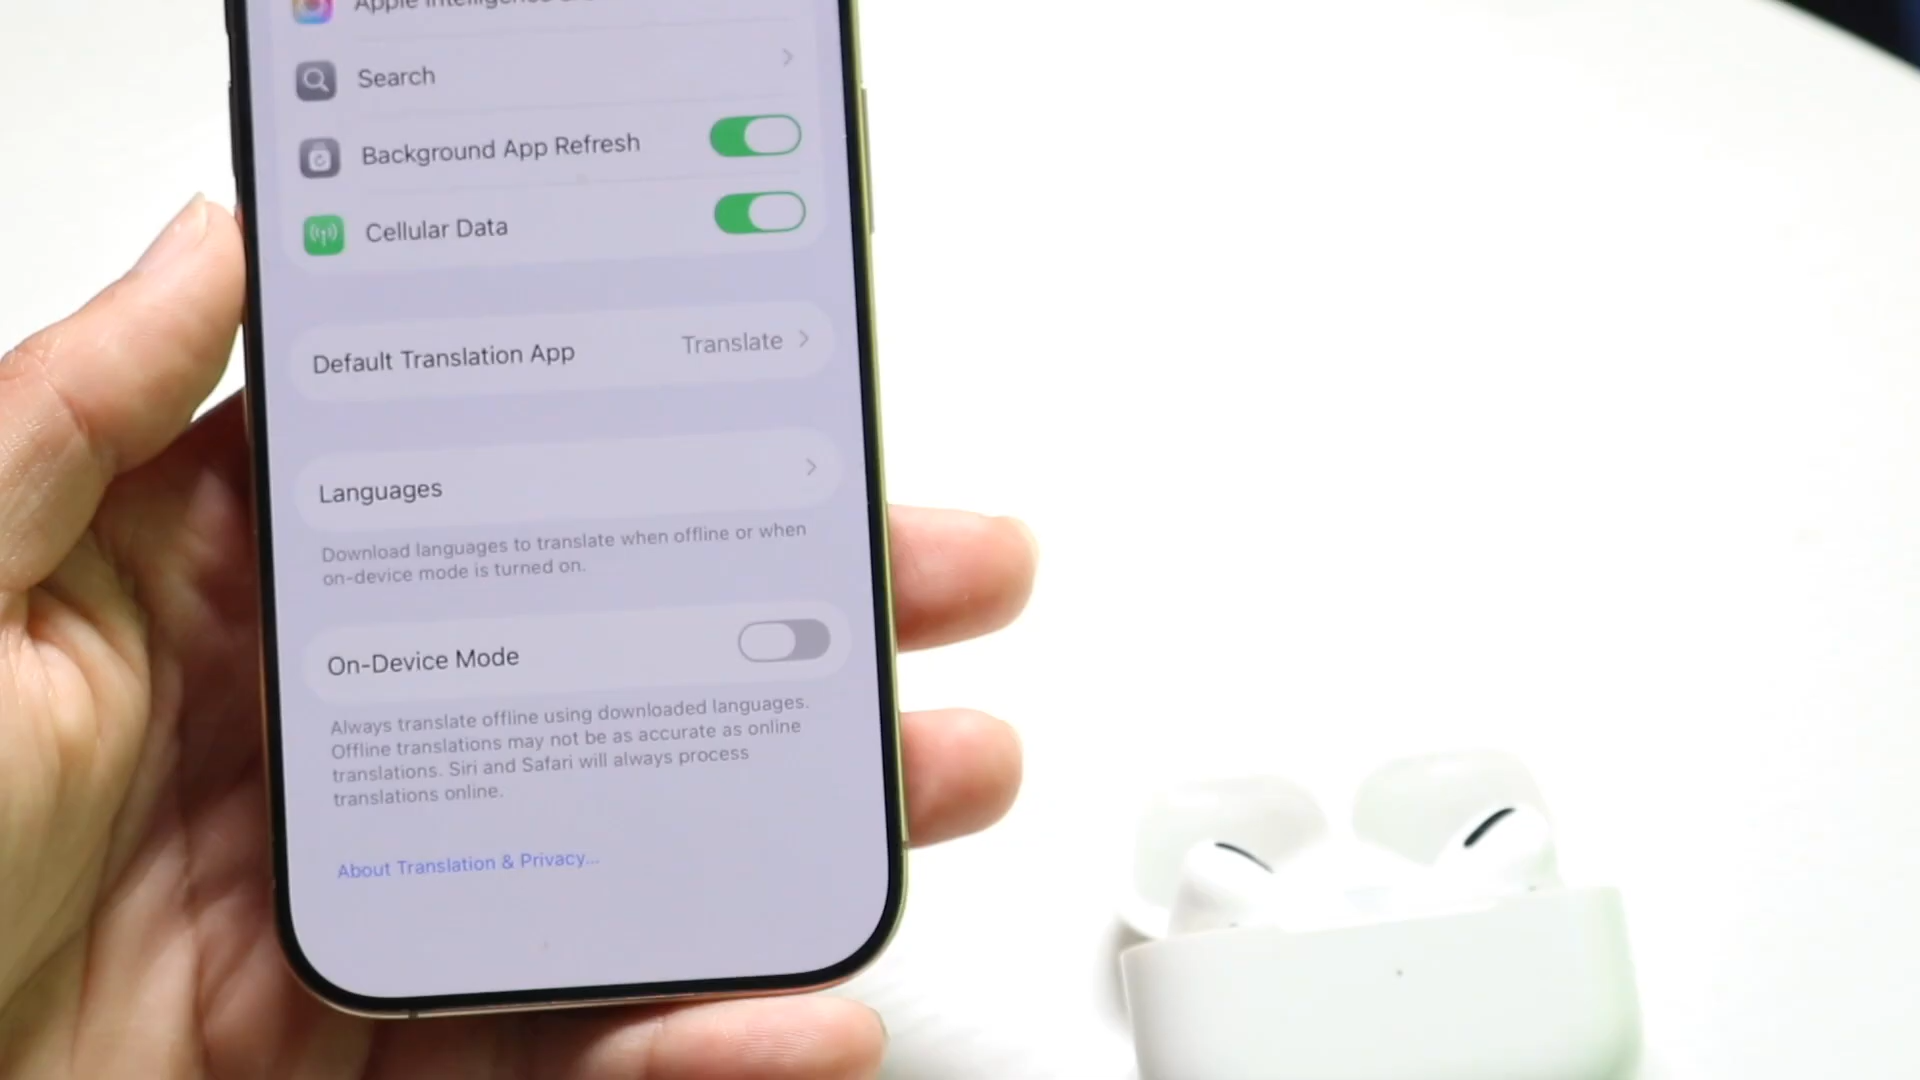 Apple Intelligence &
Search
Background App Refresh
Cellular Data
Default Translation App Translate
Languages
Download languages to translate when offline or when
on-device mode is turned on.
On-Device Mode
Always translate offline using downloaded languages.
Offline translations may not be as accurate as online
translations. Siri and Safari will always process
translations online.
About Translation & Privacy...